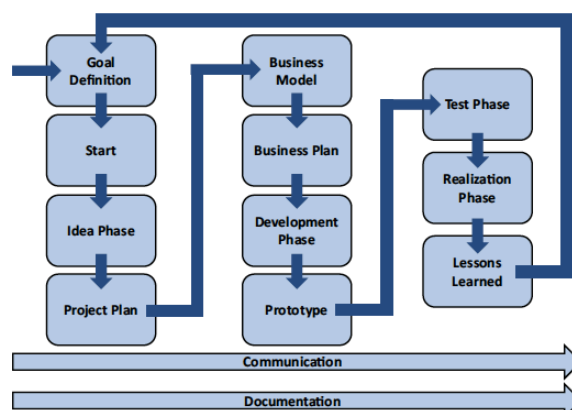 Goal
Definition
Start
Idea Phase
Project Plan
Business
Model
Business Plan
Development
Phase
Prototype
Test Phase
Realization
Phase
Lessons
Learned
Communication
Documentation